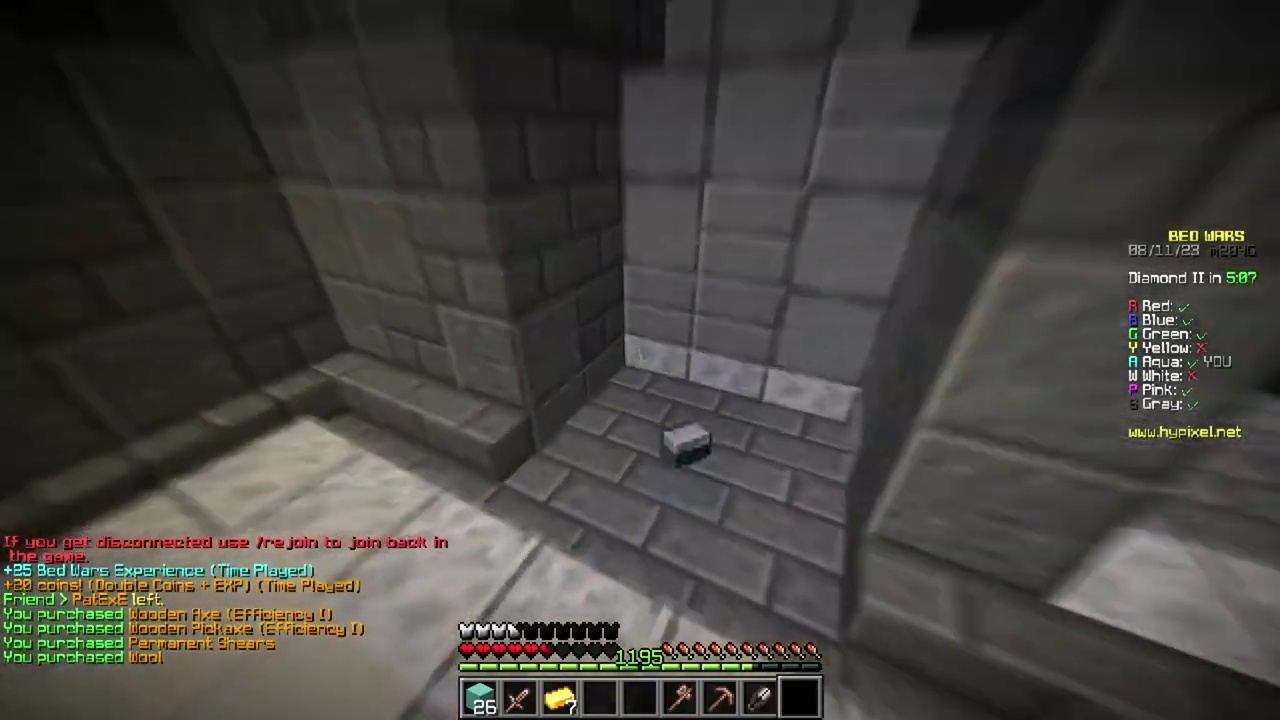 BED WARS
08/11/23 m204G
Diamond II in 5:07
R Red: ✓
B Blue: ✓
G Green: ✓
Y Yellow: ✗
A Aqua: ✓ YOU
W White: ✗
P Pink: ✓
S Gray: ✓
www.hypixel.net
If you get disconnected use /rejoin to join back in
the game.
+25 Bed Wars Experience (Time Played)
+20 coins! (Double Coins + EXP) (Time Played)
Friend > PatExE left.
You purchased Wooden Axe (Efficiency I)
You purchased Wooden Pickaxe (Efficiency I)
You purchased Permanent Shears
You purchased Wool
1195
26
7